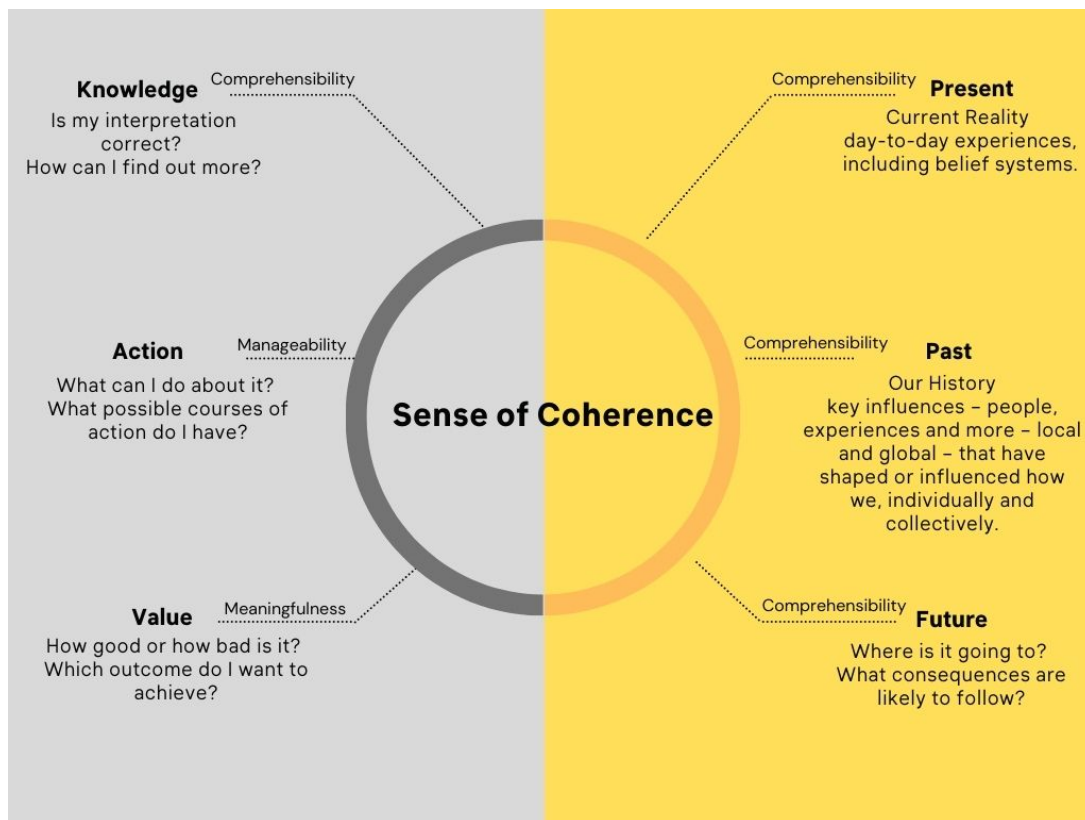 Knowledge
Comprehensibility
Is my interpretation
correct?
How can I find out more?
Action
Manageability
What can I do about it?
What possible courses of
action do I have?
Value
Meaningfulness
How good or how bad is it?
Which outcome do I want to
achieve?
Sense of Coherence
Comprehensibility
Present
Current Reality
day-to-day experiences,
including belief systems.
Comprehensibility
Past
Our History
key influences – people,
experiences and more – local
and global – that have
shaped or influenced how
we, individually and
collectively.
Comprehensibility
Future
Where is it going to?
What consequences are
likely to follow?